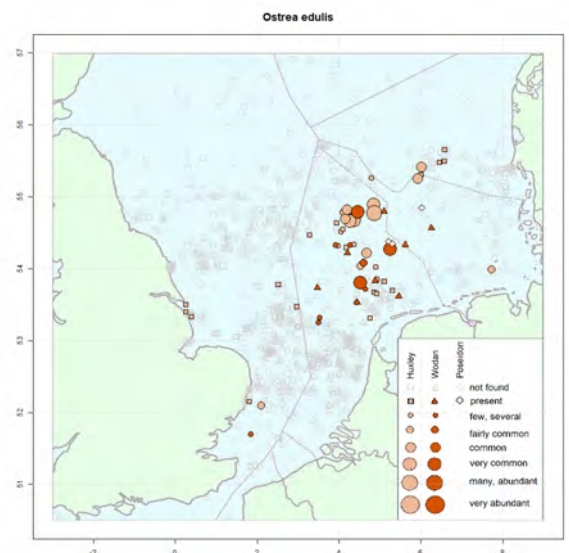 Ostrea edulis
57
56
55
54
53
52
51
-2
0
2
4
6
8
Huxley
Wodan
Poseidon
not found
present
few, several
fairly common
common
very common
many, abundant
very abundant